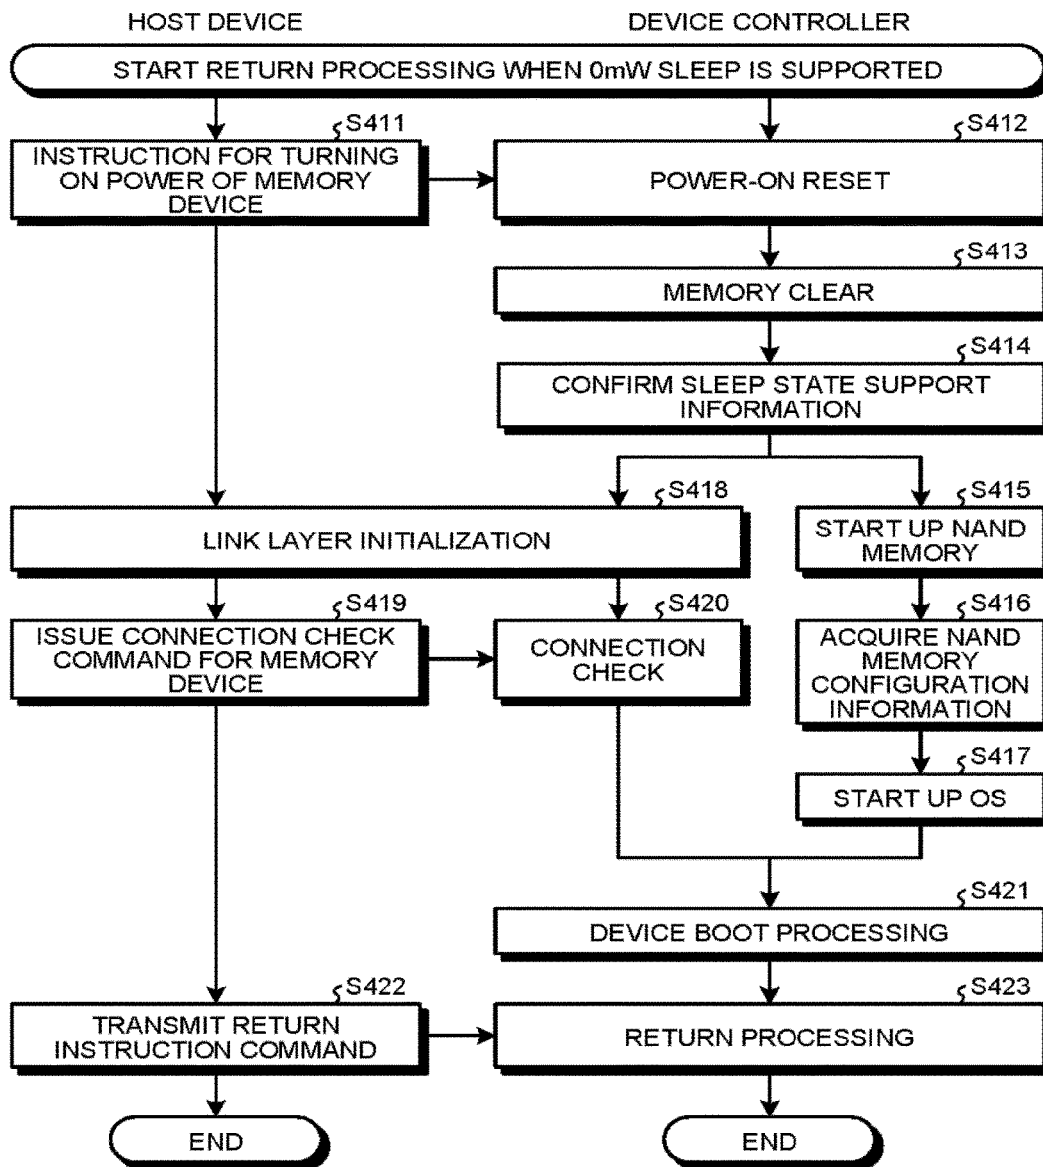 HOST DEVICE
DEVICE CONTROLLER
START RETURN PROCESSING WHEN 0mW SLEEP IS SUPPORTED
S411
INSTRUCTION FOR TURNING
ON POWER OF MEMORY
DEVICE
S412
POWER-ON RESET
S413
MEMORY CLEAR
S414
CONFIRM SLEEP STATE SUPPORT
INFORMATION
S418
LINK LAYER INITIALIZATION
S415
START UP NAND
MEMORY
S419
ISSUE CONNECTION CHECK
COMMAND FOR MEMORY
DEVICE
S420
CONNECTION
CHECK
S416
ACQUIRE NAND
MEMORY
CONFIGURATION
INFORMATION
S417
START UP OS
S421
DEVICE BOOT PROCESSING
S422
TRANSMIT RETURN
INSTRUCTION COMMAND
S423
RETURN PROCESSING
END
END